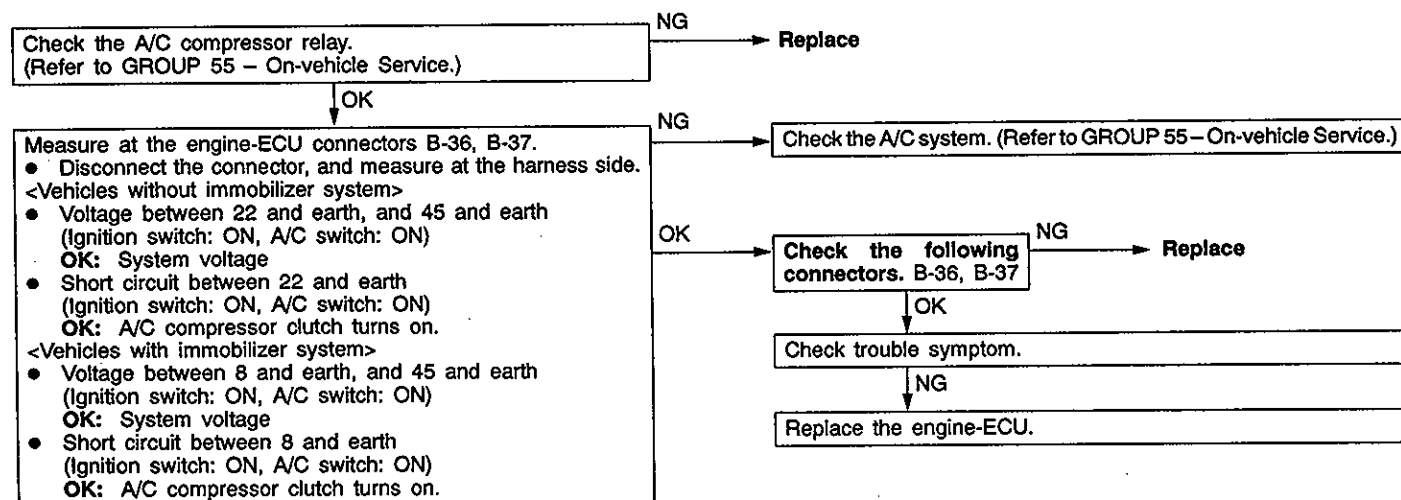 Check the A/C compressor relay.
(Refer to GROUP 55 – On-vehicle Service.)
NG
Replace
OK
Measure at the engine-ECU connectors B-36, B-37.
● Disconnect the connector, and measure at the harness side.
<Vehicles without immobilizer system>
● Voltage between 22 and earth, and 45 and earth
(Ignition switch: ON, A/C switch: ON)
OK: System voltage
● Short circuit between 22 and earth
(Ignition switch: ON, A/C switch: ON)
OK: A/C compressor clutch turns on.
<Vehicles with immobilizer system>
● Voltage between 8 and earth, and 45 and earth
(Ignition switch: ON, A/C switch: ON)
OK: System voltage
● Short circuit between 8 and earth
(Ignition switch: ON, A/C switch: ON)
OK: A/C compressor clutch turns on.
NG
Check the A/C system. (Refer to GROUP 55 – On-vehicle Service.)
OK
Check the following
connectors. B-36, B-37
NG
Replace
OK
Check trouble symptom.
NG
Replace the engine-ECU.